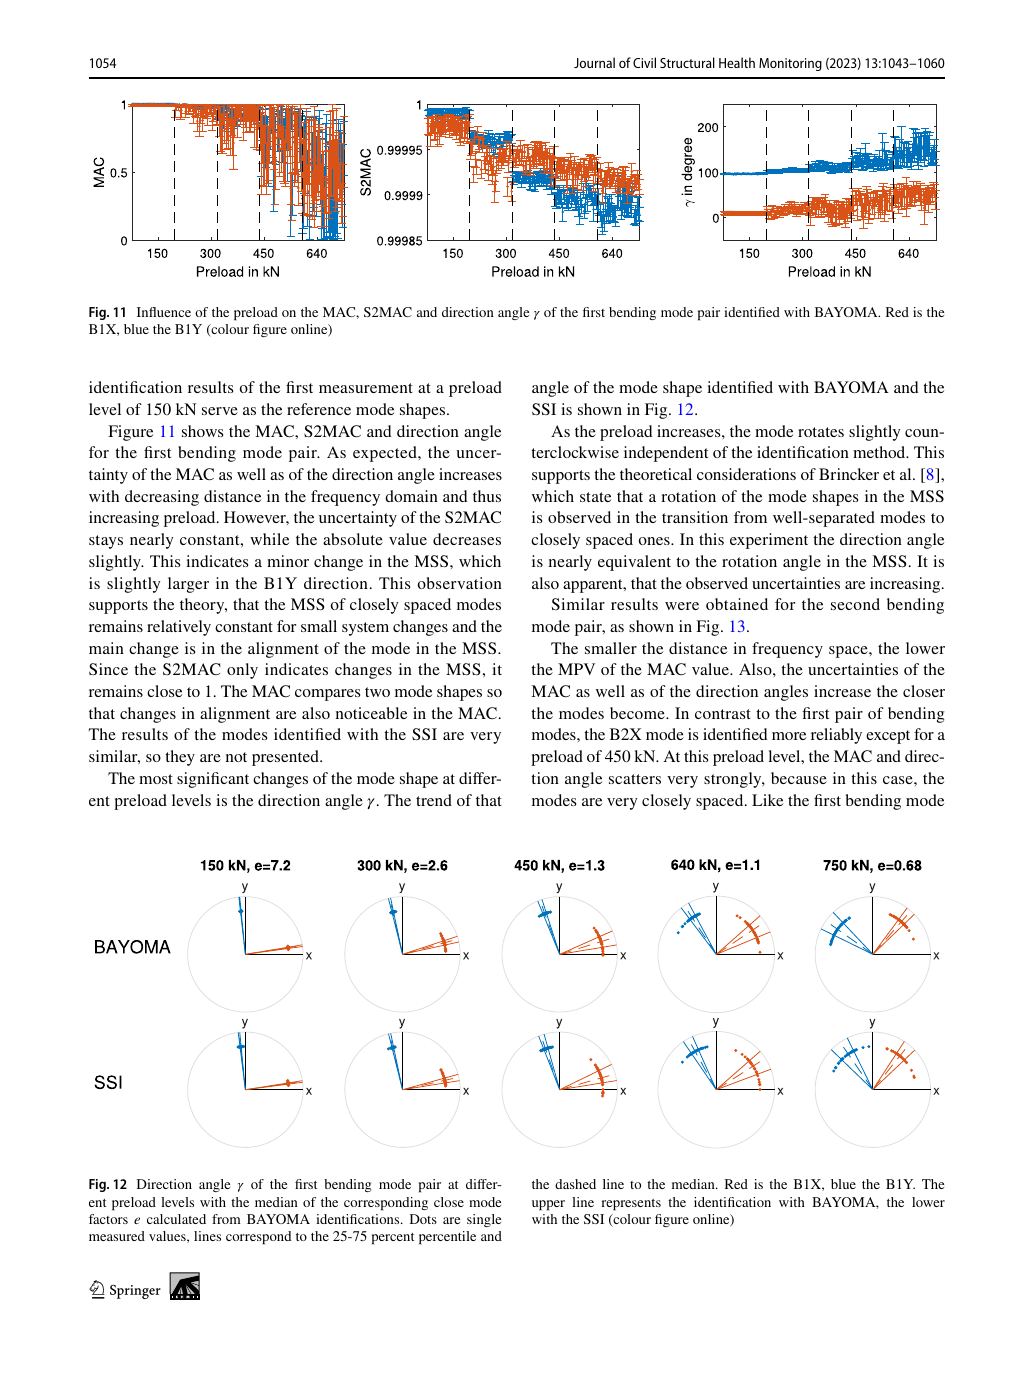 1054
Journal of Civil Structural Health Monitoring (2023) 13:1043–1060
1
0.5
0
MAC
150 300 450 640
Preload in kN
1
0.99995
0.9999
0.99985
S2MAC
150 300 450 640
Preload in kN
200
100
0
γ in degree
150 300 450 640
Preload in kN
Fig. 11 Influence of the preload on the MAC, S2MAC and direction angle γ of the first bending mode pair identified with BAYOMA. Red is the
B1X, blue the B1Y (colour figure online)
identification results of the first measurement at a preload
level of 150 kN serve as the reference mode shapes.
Figure 11 shows the MAC, S2MAC and direction angle
for the first bending mode pair. As expected, the uncer-
tainty of the MAC as well as of the direction angle increases
with decreasing distance in the frequency domain and thus
increasing preload. However, the uncertainty of the S2MAC
stays nearly constant, while the absolute value decreases
slightly. This indicates a minor change in the MSS, which
is slightly larger in the B1Y direction. This observation
supports the theory, that the MSS of closely spaced modes
remains relatively constant for small system changes and the
main change is in the alignment of the mode in the MSS.
Since the S2MAC only indicates changes in the MSS, it
remains close to 1. The MAC compares two mode shapes so
that changes in alignment are also noticeable in the MAC.
The results of the modes identified with the SSI are very
similar, so they are not presented.
The most significant changes of the mode shape at differ-
ent preload levels is the direction angle γ. The trend of that
angle of the mode shape identified with BAYOMA and the
SSI is shown in Fig. 12.
As the preload increases, the mode rotates slightly coun-
terclockwise independent of the identification method. This
supports the theoretical considerations of Brincker et al. [8],
which state that a rotation of the mode shapes in the MSS
is observed in the transition from well-separated modes to
closely spaced ones. In this experiment the direction angle
is nearly equivalent to the rotation angle in the MSS. It is
also apparent, that the observed uncertainties are increasing.
Similar results were obtained for the second bending
mode pair, as shown in Fig. 13.
The smaller the distance in frequency space, the lower
the MPV of the MAC value. Also, the uncertainties of the
MAC as well as of the direction angles increase the closer
the modes become. In contrast to the first pair of bending
modes, the B2X mode is identified more reliably except for a
preload of 450 kN. At this preload level, the MAC and direc-
tion angle scatters very strongly, because in this case, the
modes are very closely spaced. Like the first bending mode
150 kN, e=7.2 300 kN, e=2.6 450 kN, e=1.3 640 kN, e=1.1 750 kN, e=0.68
y y y y y
BAYOMA
x x x x x
y y y y y
SSI
x x x x x
Fig. 12 Direction angle γ of the first bending mode pair at differ-
ent preload levels with the median of the corresponding close mode
factors e calculated from BAYOMA identifications. Dots are single
measured values, lines correspond to the 25-75 percent percentile and
the dashed line to the median. Red is the B1X, blue the B1Y. The
upper line represents the identification with BAYOMA, the lower
with the SSI (colour figure online)
Springer